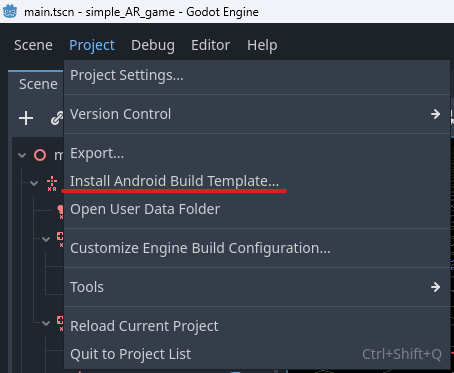 main.tscn - simple_AR_game - Godot Engine
Scene Project Debug Editor Help
Project Settings...
Scene
Version Control
Export...
Install Android Build Template...
Open User Data Folder
Customize Engine Build Configuration...
Tools
Reload Current Project
Quit to Project List Ctrl+Shift+Q